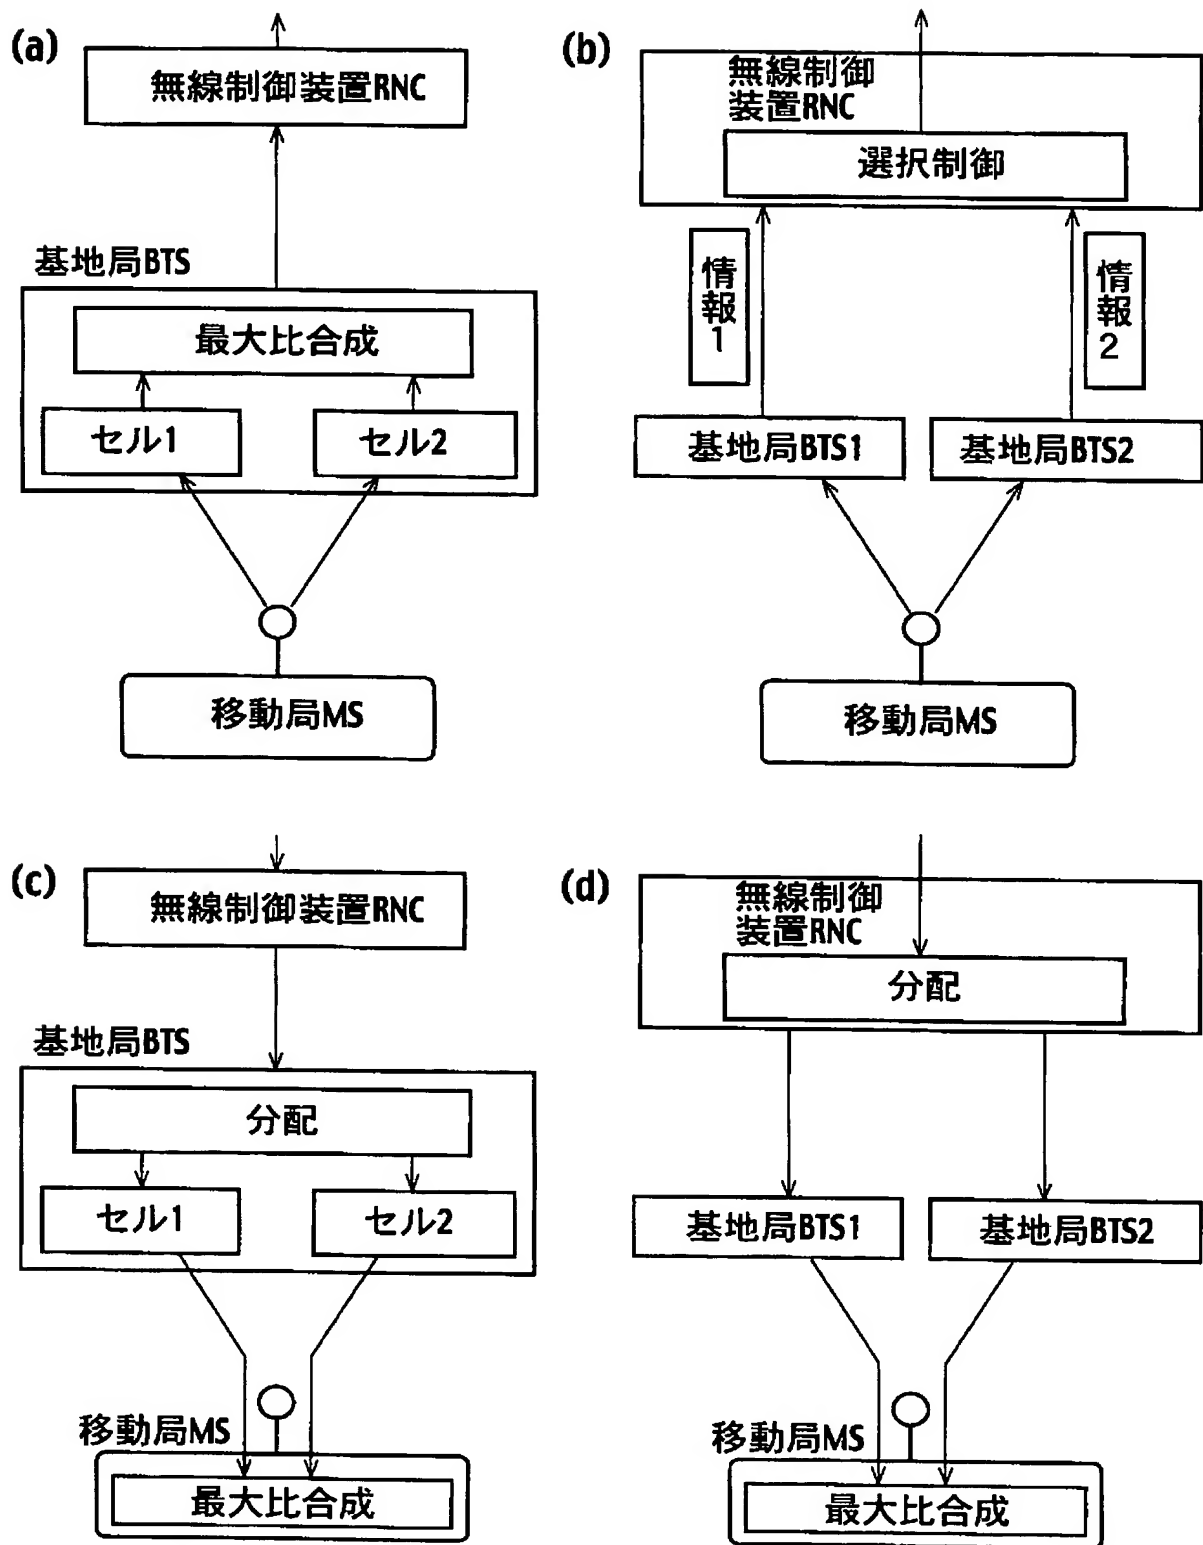 (a)
無線制御装置RNC
基地局BTS
最大比合成
セル1
セル2
移動局MS
(b)
無線制御
装置RNC
選択制御
情報1
情報2
基地局BTS1
基地局BTS2
移動局MS
(c)
無線制御装置RNC
基地局BTS
分配
セル1
セル2
移動局MS
最大比合成
(d)
無線制御
装置RNC
分配
基地局BTS1
基地局BTS2
移動局MS
最大比合成